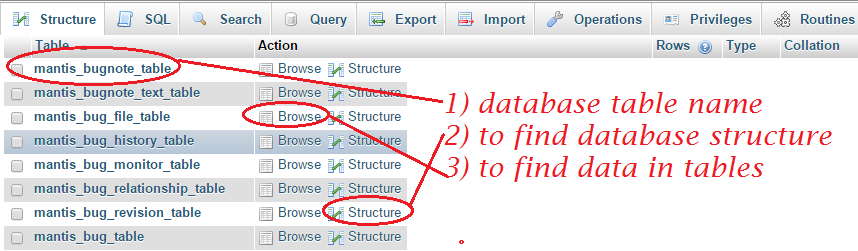 Structure SQL Search Query Export Import Operations Privileges Routines
Table Action Rows Type Collation
mantis_bugnote_table Browse Structure
mantis_bugnote_text_table Browse Structure
mantis_bug_file_table Browse Structure
mantis_bug_history_table Browse Structure
mantis_bug_monitor_table Browse Structure
mantis_bug_relationship_table Browse Structure
mantis_bug_revision_table Browse Structure
mantis_bug_table Browse Structure
1) database table name
2) to find database structure
3) to find data in tables